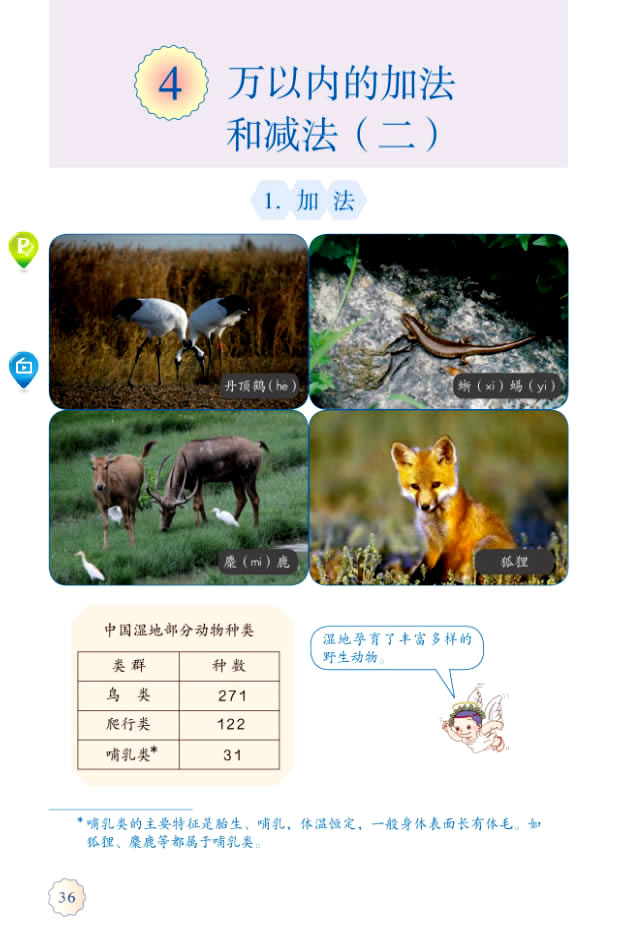 4
万以内的加法
和减法（二）
1. 加法
丹顶鹤(hè)
蜥（xī）蜴（yì）
麋（mí）鹿
狐狸
中国湿地部分动物种类
类群 种数
鸟 类 271
爬行类 122
哺乳类* 31
湿地孕育了丰富多样的
野生动物。
*哺乳类的主要特征是胎生、哺乳，体温恒定，一般身体表面长有体毛。如
狐狸、麋鹿等都属于哺乳类。
36